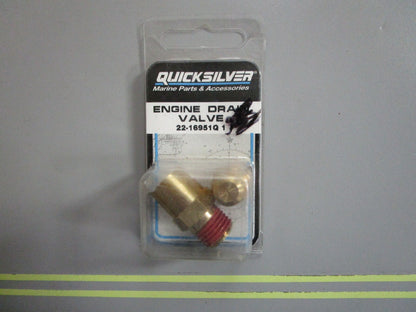 QUICKSILVER
Marine Parts & Accessories
ENGINE DRAIN
VALVE
22-16951Q 1